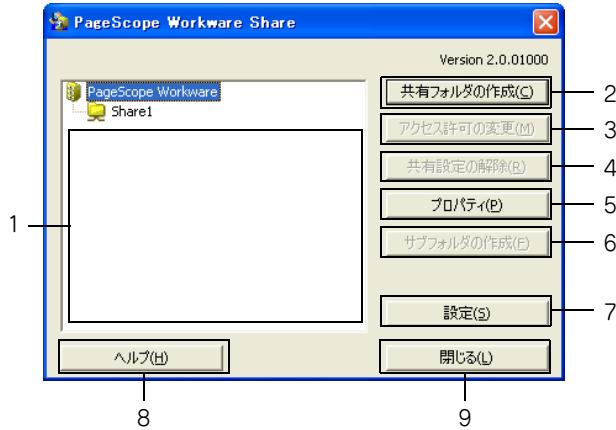 PageScope Workware Share
Version 2.0.01000
PageScope Workware
Share1
共有フォルダの作成(C)
アクセス許可の変更(M)
共有設定の解除(R)
プロパティ(P)
サブフォルダの作成(F)
設定(S)
ヘルプ(H)
閉じる(L)
1
2
3
4
5
6
7
8
9